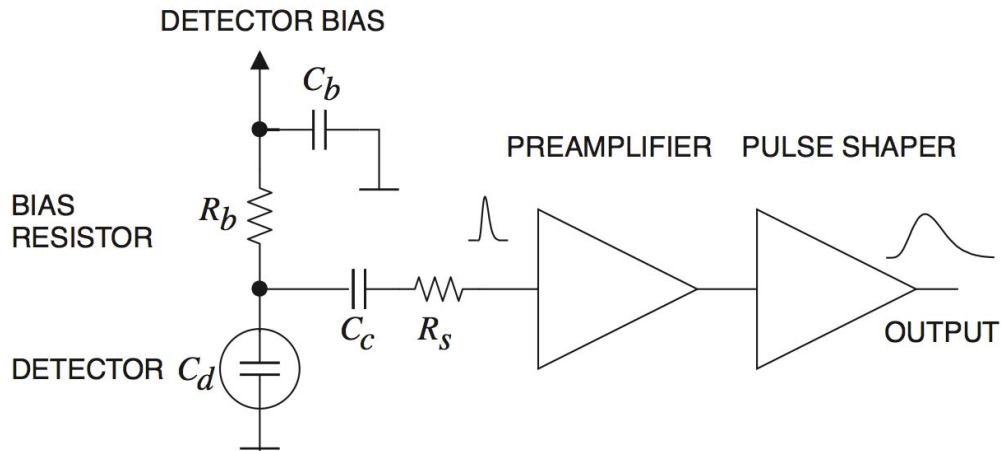 DETECTOR BIAS
C_b
PREAMPLIFIER
PULSE SHAPER
BIAS
RESISTOR
R_b
C_c
R_s
OUTPUT
DETECTOR
C_d